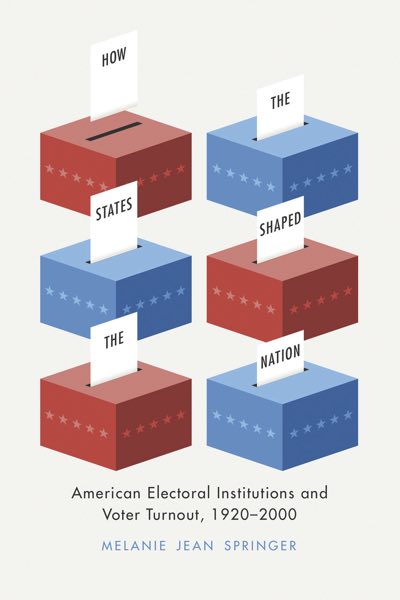 HOW
THE
STATES
SHAPED
THE
NATION
American Electoral Institutions and
Voter Turnout, 1920–2000
MELANIE JEAN SPRINGER